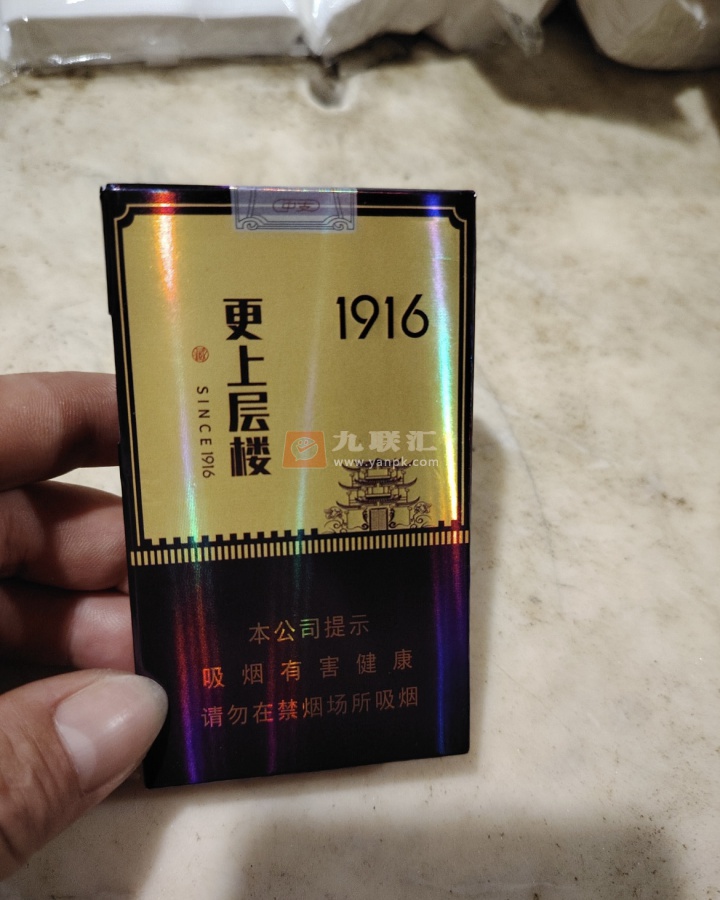 1916
更上层楼
SINCE 1916
九联汇
www.yanpk.com
本公司提示
吸烟有害健康
请勿在禁烟场所吸烟